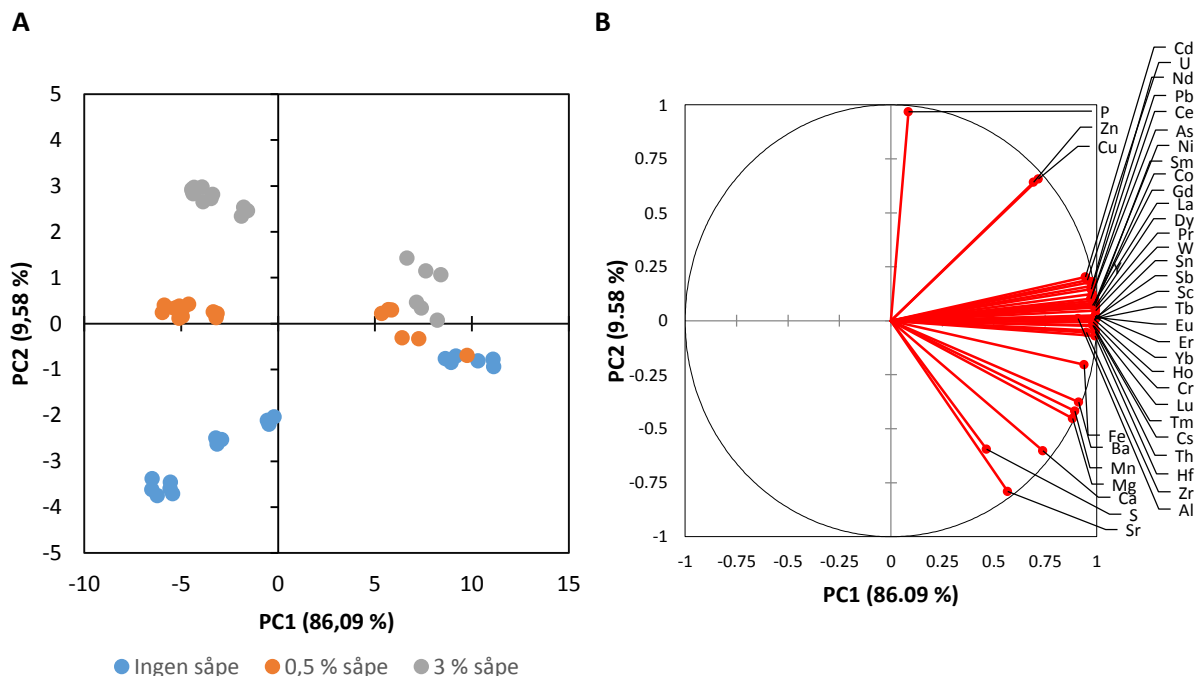 A
5
4
3
2
1
0
-1
-2
-3
-4
-5
-10
-5
0
5
10
15
PC2 (9,58 %)
PC1 (86,09 %)
Ingen såpe
0,5 % såpe
3 % såpe
B
1
0.75
0.5
0.25
0
-0.25
-0.5
-0.75
-1
-1
-0.75
-0.5
-0.25
0
0.25
0.5
0.75
1
PC2 (9.58 %)
PC1 (86.09 %)
P
Zn
Cu
Y
Cd
U
Nd
Pb
Ce
As
Ni
Sm
Co
Gd
La
Dy
Pr
W
Sn
Sb
Sc
Tb
Eu
Er
Yb
Ho
Cr
Lu
Tm
Cs
Th
Hf
Zr
Al
Fe
Ba
Mn
Mg
Ca
S
Sr